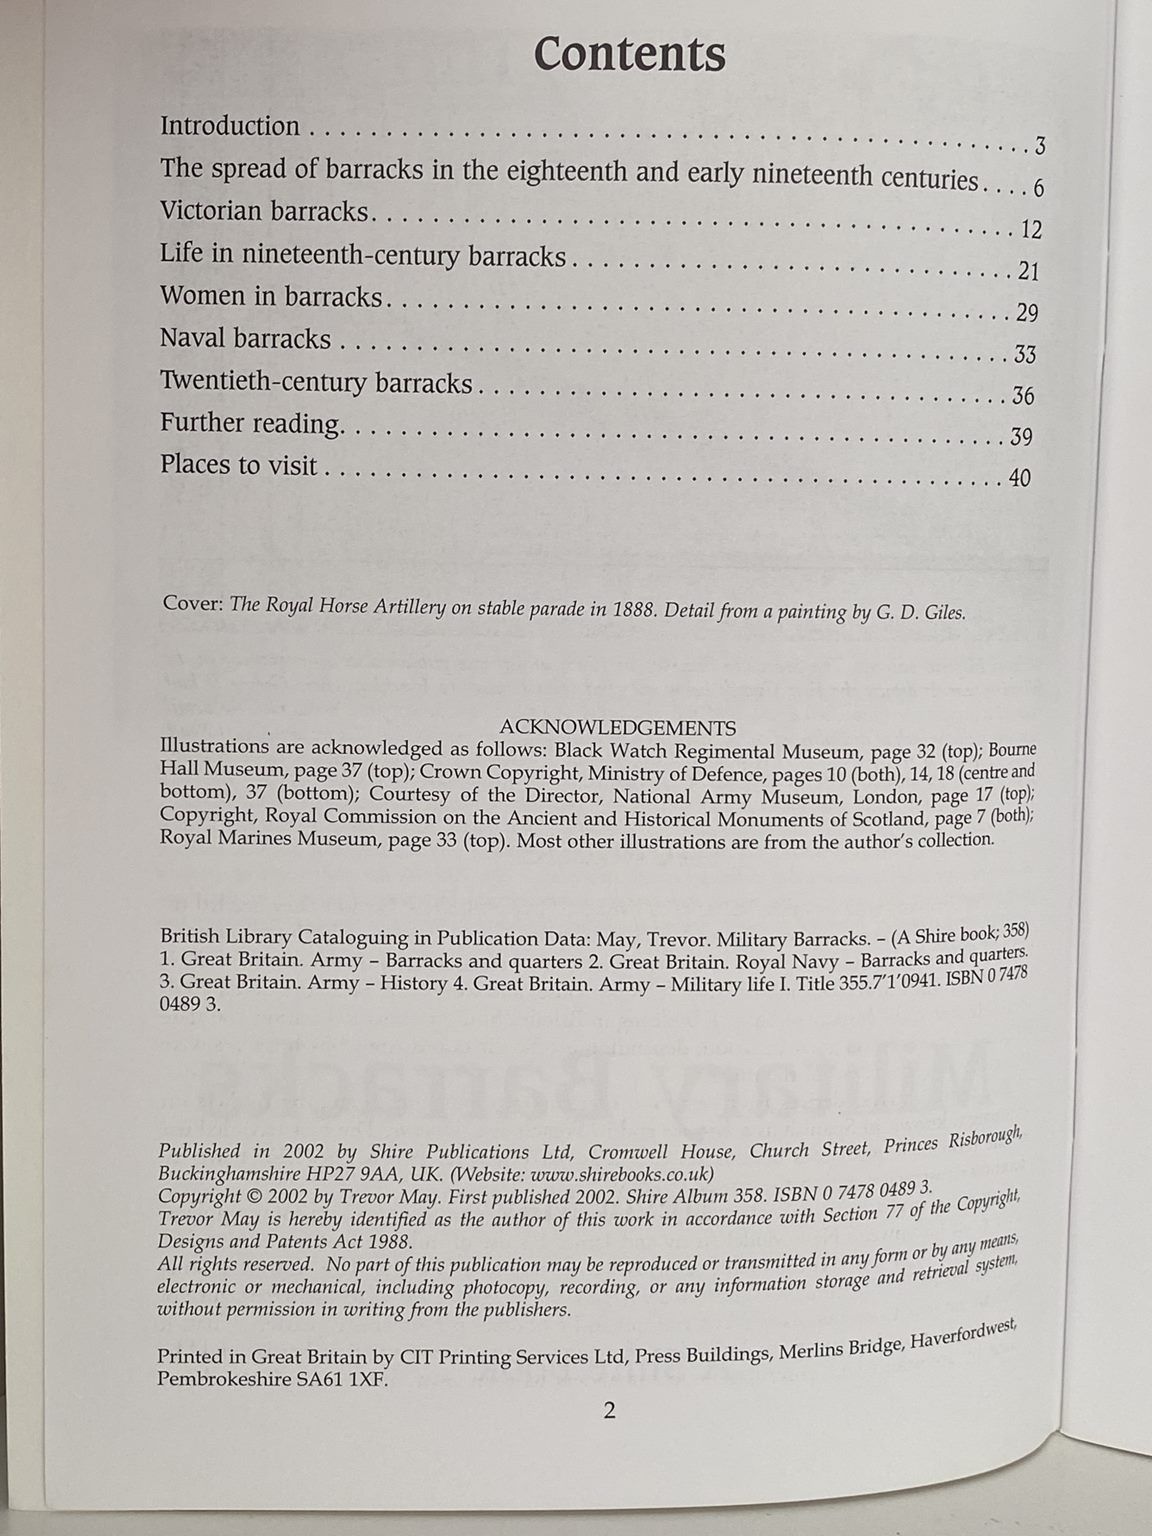 Contents
Introduction . . . . . . . . . . . . . . . . . . . . . . . . . . . . . . . . . . . . . . . 3
The spread of barracks in the eighteenth and early nineteenth centuries. . . . 6
Victorian barracks. . . . . . . . . . . . . . . . . . . . . . . . . . . . . . . . . . . 12
Life in nineteenth-century barracks . . . . . . . . . . . . . . . . . . . . . . . . 21
Women in barracks. . . . . . . . . . . . . . . . . . . . . . . . . . . . . . . . . . 29
Naval barracks . . . . . . . . . . . . . . . . . . . . . . . . . . . . . . . . . . . . 33
Twentieth-century barracks . . . . . . . . . . . . . . . . . . . . . . . . . . . . 36
Further reading. . . . . . . . . . . . . . . . . . . . . . . . . . . . . . . . . . . 39
Places to visit . . . . . . . . . . . . . . . . . . . . . . . . . . . . . . . . . . . . 40
Cover: The Royal Horse Artillery on stable parade in 1888. Detail from a painting by G. D. Giles.
ACKNOWLEDGEMENTS
Illustrations are acknowledged as follows: Black Watch Regimental Museum, page 32 (top); Bourne
Hall Museum, page 37 (top); Crown Copyright, Ministry of Defence, pages 10 (both), 14, 18 (centre and
bottom), 37 (bottom); Courtesy of the Director, National Army Museum, London, page 17 (top);
Copyright, Royal Commission on the Ancient and Historical Monuments of Scotland, page 7 (both);
Royal Marines Museum, page 33 (top). Most other illustrations are from the author's collection.
British Library Cataloguing in Publication Data: May, Trevor. Military Barracks. – (A Shire book; 358)
1. Great Britain. Army – Barracks and quarters 2. Great Britain. Royal Navy – Barracks and quarters.
3. Great Britain. Army – History 4. Great Britain. Army – Military life I. Title 355.7'1'0941. ISBN 0 7478
0489 3.
Published in 2002 by Shire Publications Ltd, Cromwell House, Church Street, Princes Risborough,
Buckinghamshire HP27 9AA, UK. (Website: www.shirebooks.co.uk)
Copyright © 2002 by Trevor May. First published 2002. Shire Album 358. ISBN 0 7478 0489 3.
Trevor May is hereby identified as the author of this work in accordance with Section 77 of the Copyright,
Designs and Patents Act 1988.
All rights reserved. No part of this publication may be reproduced or transmitted in any form or by any means,
electronic or mechanical, including photocopy, recording, or any information storage and retrieval system,
without permission in writing from the publishers.
Printed in Great Britain by CIT Printing Services Ltd, Press Buildings, Merlins Bridge, Haverfordwest,
Pembrokeshire SA61 1XF.
2